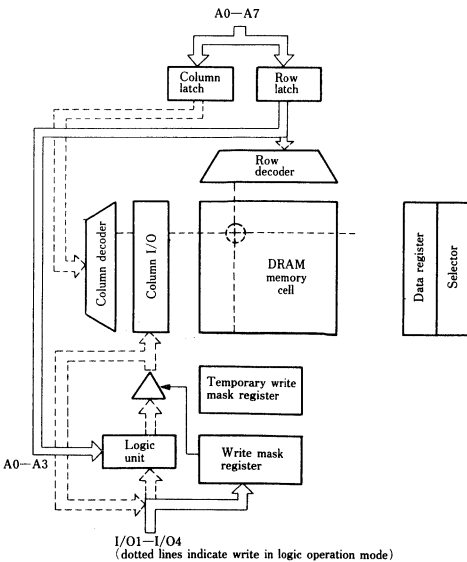 A0—A7
Column
latch
Row
latch
Row
decoder
Column decoder
Column I/O
DRAM
memory
cell
Data register
Selector
Temporary write
mask register
Logic
unit
Write mask
register
A0—A3
I/O1—I/O4
(dotted lines indicate write in logic operation mode)